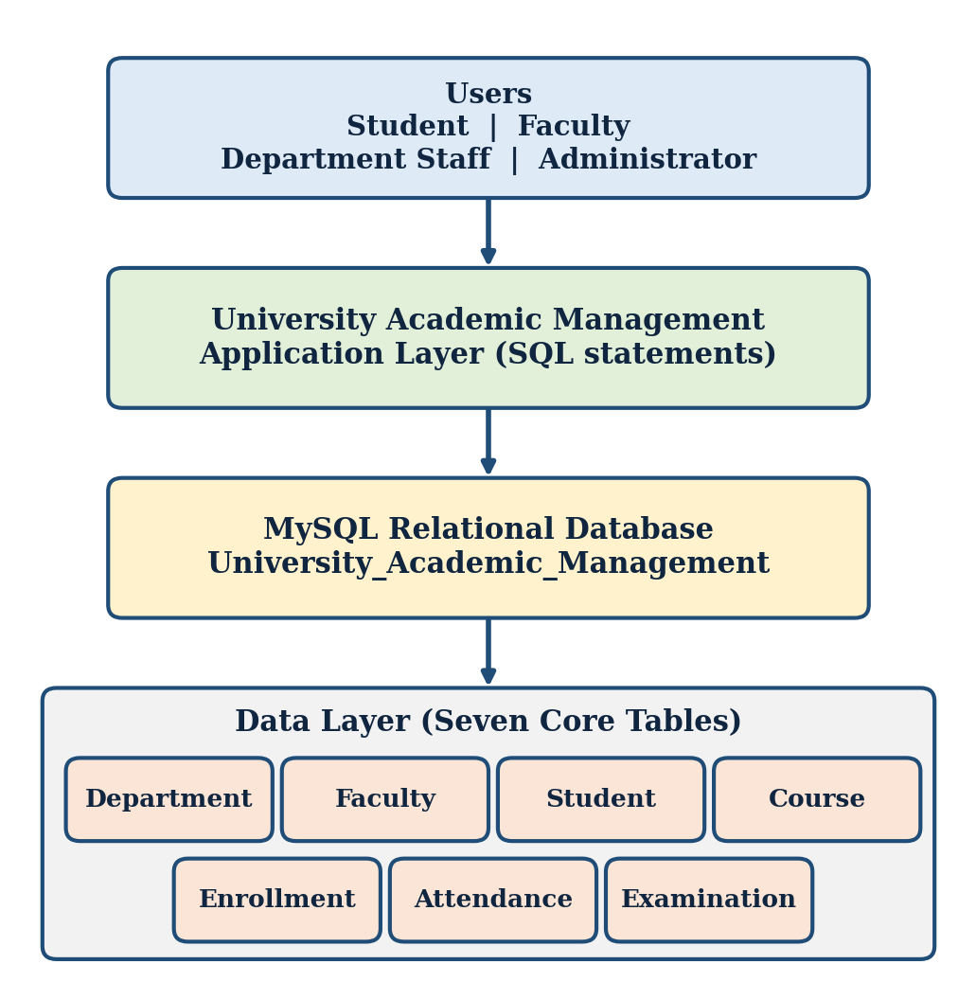 Users
Student | Faculty
Department Staff | Administrator
University Academic Management
Application Layer (SQL statements)
MySQL Relational Database
University_Academic_Management
Data Layer (Seven Core Tables)
Department
Faculty
Student
Course
Enrollment
Attendance
Examination